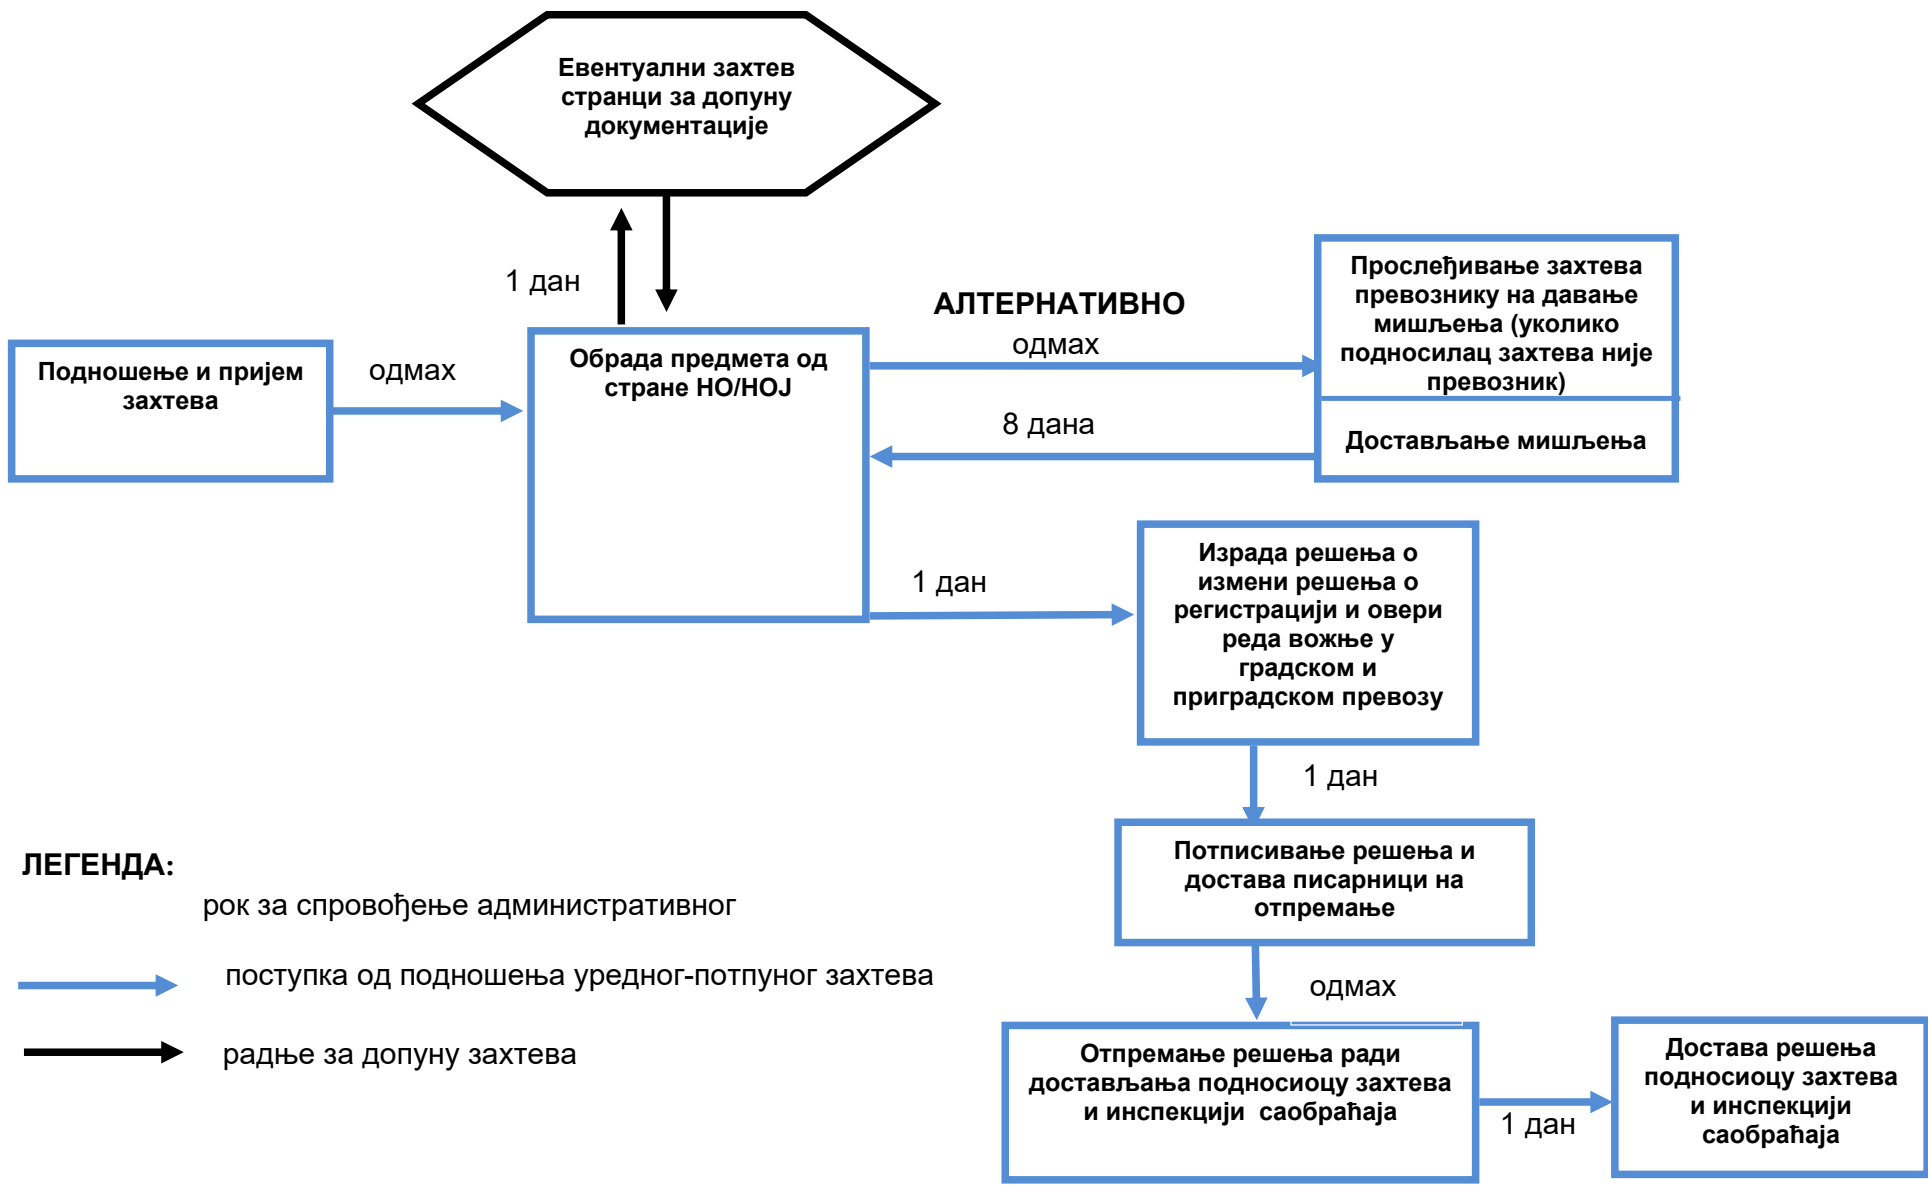 Евентуални захтев
странци за допуну
документације
1 дан
АЛТЕРНАТИВНО
одмах
Прослеђивање захтева
превознику на давање
мишљења (уколико
подносилац захтева није
превозник)
Подношење и пријем
захтева
одмах
Обрада предмета од
стране НО/НОЈ
8 дана
Достављање мишљења
1 дан
Израда решења о
измени решења о
регистрацији и овери
реда вожње у
градском и
приградском превозу
1 дан
Потписивање решења и
достава писарници на
отпремање
ЛЕГЕНДА:
рок за спровођење административног
поступка од подношења уредног-потпуног захтева
радње за допуну захтева
одмах
Отпремање решења ради
достављања подносиоцу захтева
и инспекцији саобраћаја
1 дан
Достава решења
подносиоцу захтева
и инспекцији
саобраћаја